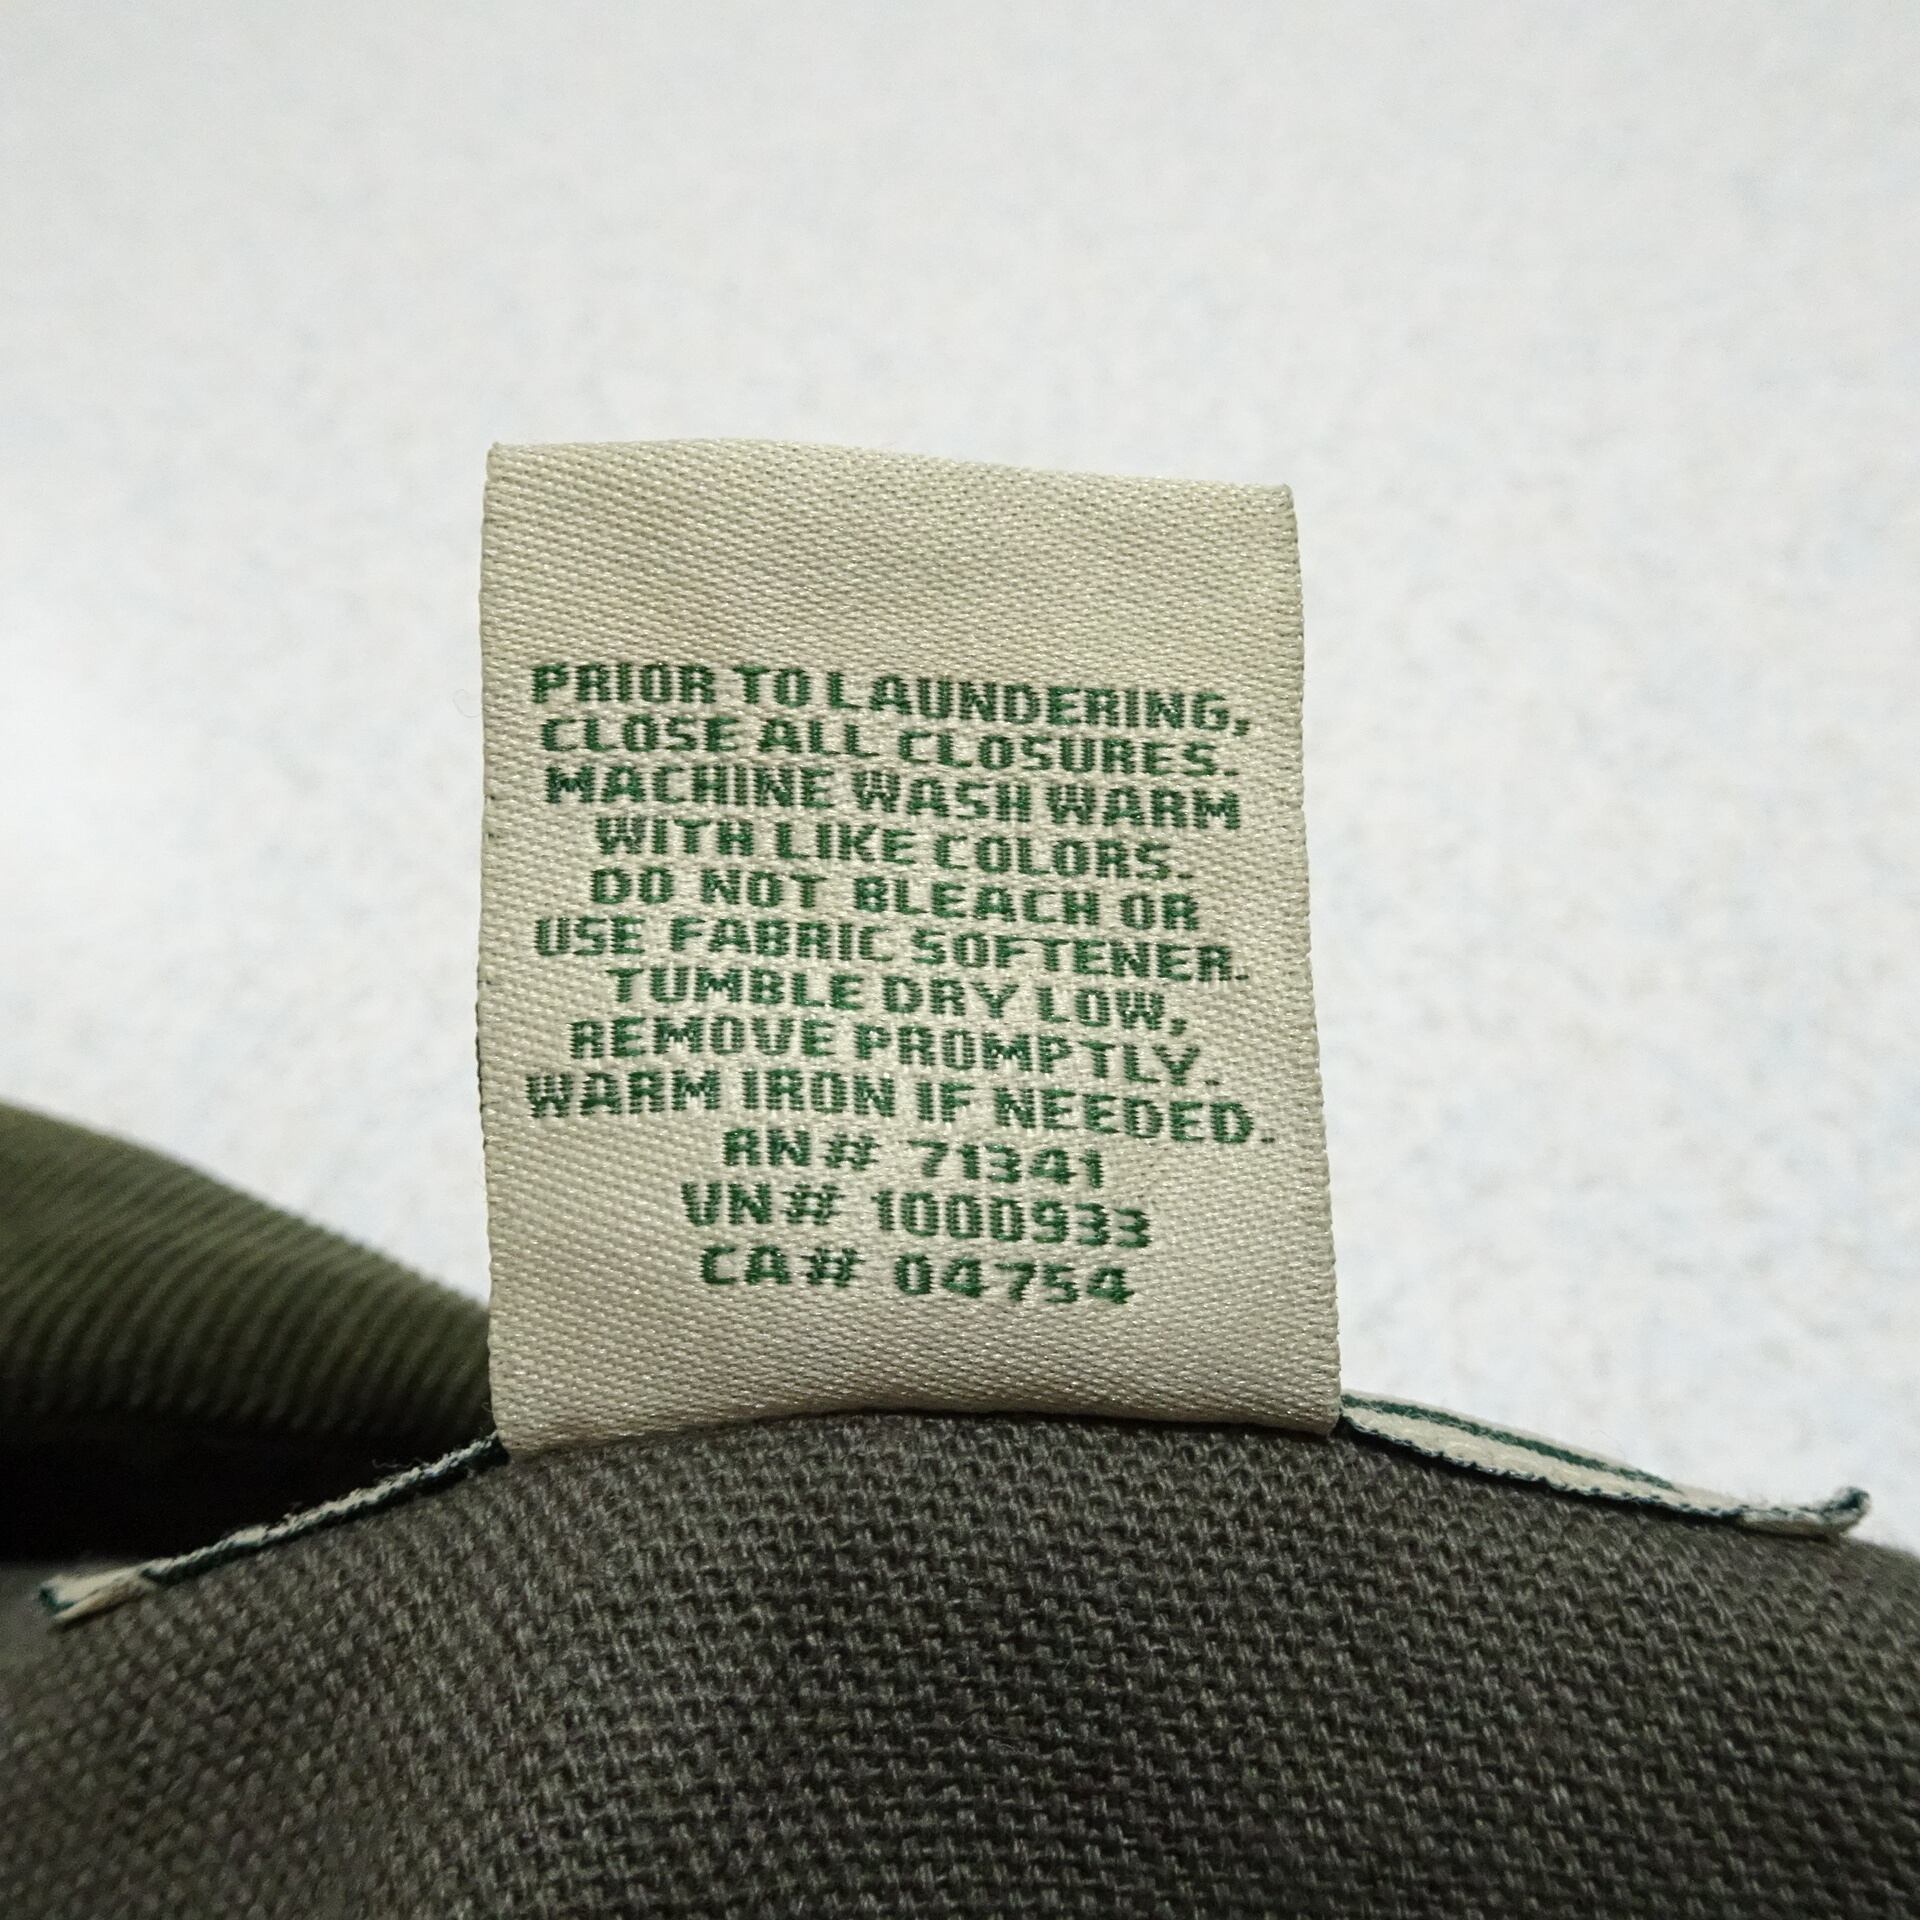 PRIOR TO LAUNDERING,
CLOSE ALL CLOSURES.
MACHINE WASH WARM
WITH LIKE COLORS.
DO NOT BLEACH OR
USE FABRIC SOFTENER.
TUMBLE DRY LOW,
REMOVE PROMPTLY.
WARM IRON IF NEEDED.
RN# 71341
VN# 1000933
CA# 04754